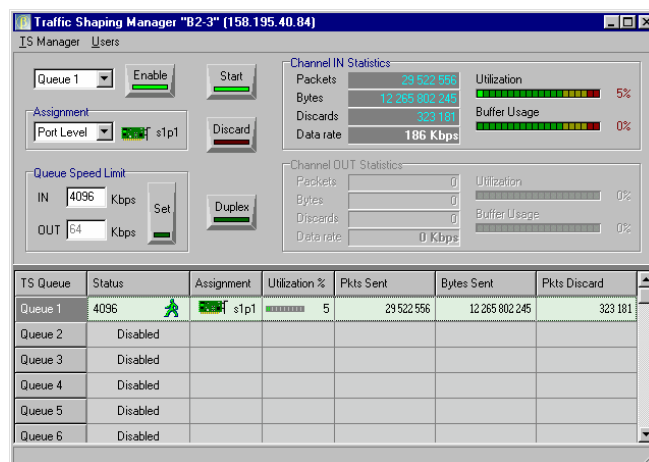 Traffic Shaping Manager "B2-3" (158.195.40.84)
TS Manager Users
Queue 1 Enable Start
Assignment
Port Level s1p1 Discard
Queue Speed Limit
IN 4096 Kbps
OUT 64 Kbps
Set Duplex
Channel IN Statistics
Packets 29 522 556 Utilization 5%
Bytes 12 265 802 245
Discards 323 181 Buffer Usage 0%
Data rate 186 Kbps
Channel OUT Statistics
Packets 0 Utilization 0%
Bytes 0
Discards 0 Buffer Usage 0%
Data rate 0 Kbps
TS Queue Status Assignment Utilization % Pkts Sent Bytes Sent Pkts Discard
Queue 1 4096 s1p1 5 29 522 556 12 265 802 245 323 181
Queue 2 Disabled
Queue 3 Disabled
Queue 4 Disabled
Queue 5 Disabled
Queue 6 Disabled